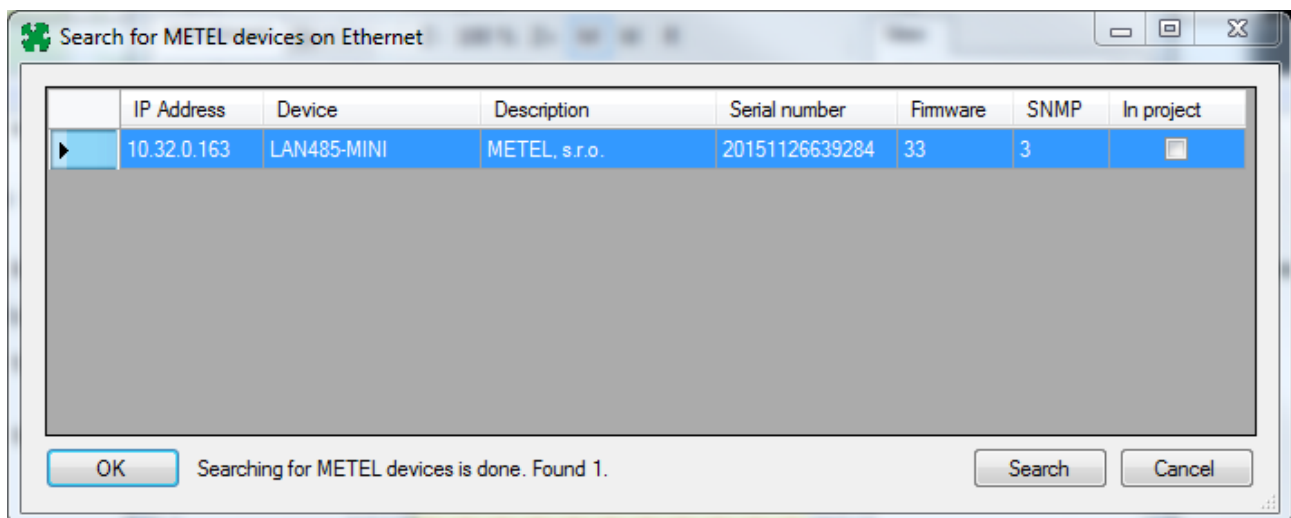 Search for METEL devices on Ethernet
IP Address Device Description Serial number Firmware SNMP In project
10.32.0.163 LAN485-MINI METEL, s.r.o. 20151126639284 33 3
OK Searching for METEL devices is done. Found 1. Search Cancel